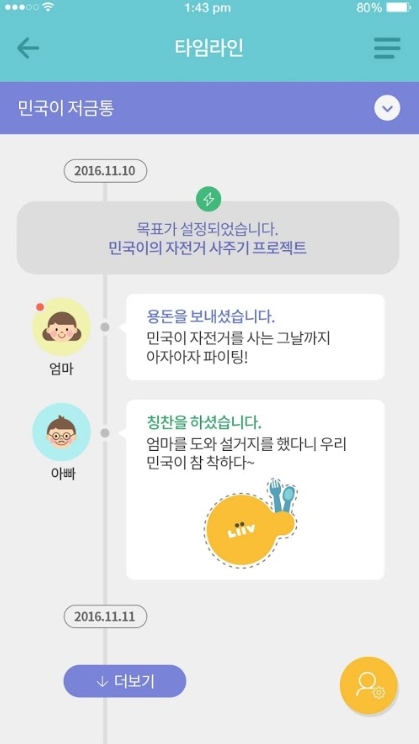 1:43 pm
80%
타임라인
민국이 저금통
2016.11.10
목표가 설정되었습니다.
민국이의 자전거 사주기 프로젝트
용돈을 보내셨습니다.
민국이 자전거를 사는 그날까지
아자아자 파이팅!
엄마
칭찬을 하셨습니다.
엄마를 도와 설거지를 했다니 우리
민국이 참 착하다~
아빠
Liiv
2016.11.11
더보기